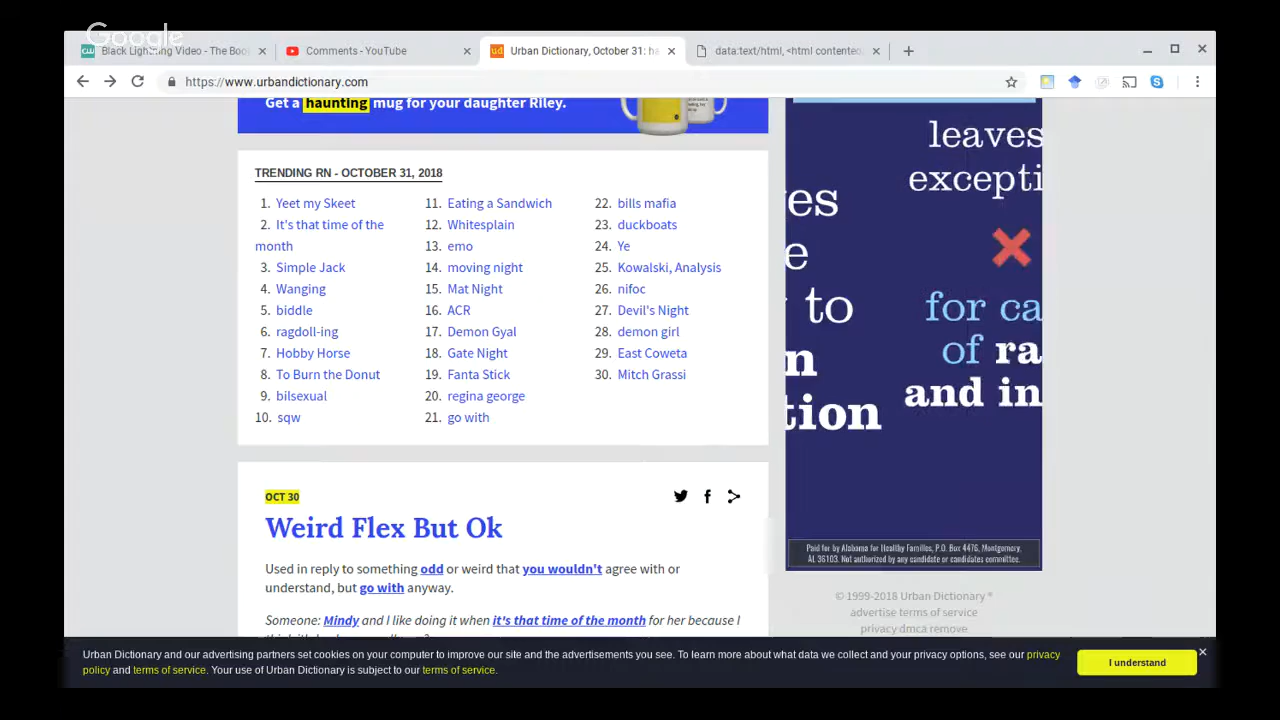 Google
Black Lightning Video - The Boo
Comments - YouTube
ud
Urban Dictionary, October 31: ha
data:text/html, <html contenteo
https://www.urbandictionary.com
Get a haunting mug for your daughter Riley.
TRENDING RN - OCTOBER 31, 2018
1. Yeet my Skeet
2. It's that time of the
month
3. Simple Jack
4. Wanging
5. biddle
6. ragdoll-ing
7. Hobby Horse
8. To Burn the Donut
9. bilsexual
10. sqw
11. Eating a Sandwich
12. Whitesplain
13. emo
14. moving night
15. Mat Night
16. ACR
17. Demon Gyal
18. Gate Night
19. Fanta Stick
20. regina george
21. go with
22. bills mafia
23. duckboats
24. Ye
25. Kowalski, Analysis
26. nifoc
27. Devil's Night
28. demon girl
29. East Coweta
30. Mitch Grassi
OCT 30
Weird Flex But Ok
Used in reply to something odd or weird that you wouldn't agree with or
understand, but go with anyway.
Someone: Mindy and I like doing it when it's that time of the month for her because I
es
e
to
n
tion
leaves
excepti
for ca
of ra
and in
Paid for by Alabama for Healthy Families, P.O. Box 4476, Montgomery,
AL 36103. Not authorized by any candidate or candidates committee.
© 1999-2018 Urban Dictionary ®
advertise terms of service
privacy dmca remove
Urban Dictionary and our advertising partners set cookies on your computer to improve our site and the advertisements you see. To learn more about what data we collect and your privacy options, see our privacy
policy and terms of service. Your use of Urban Dictionary is subject to our terms of service.
I understand